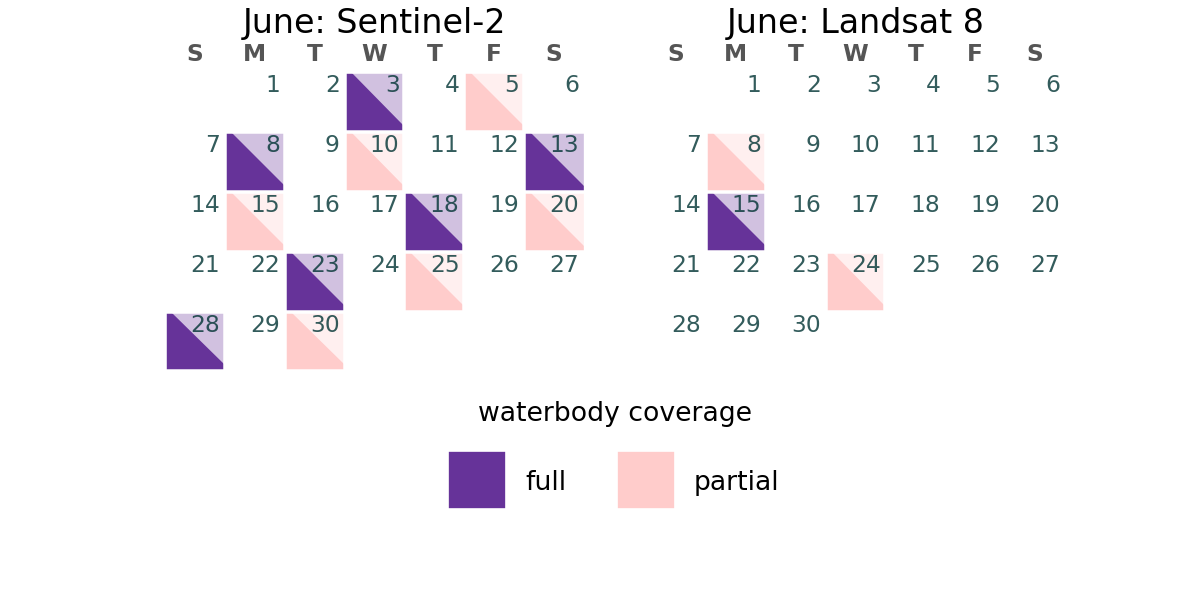 June: Sentinel-2
S M T W T F S
1 2 3 4 5 6
7 8 9 10 11 12 13
14 15 16 17 18 19 20
21 22 23 24 25 26 27
28 29 30
June: Landsat 8
S M T W T F S
1 2 3 4 5 6
7 8 9 10 11 12 13
14 15 16 17 18 19 20
21 22 23 24 25 26 27
28 29 30
waterbody coverage
full
partial